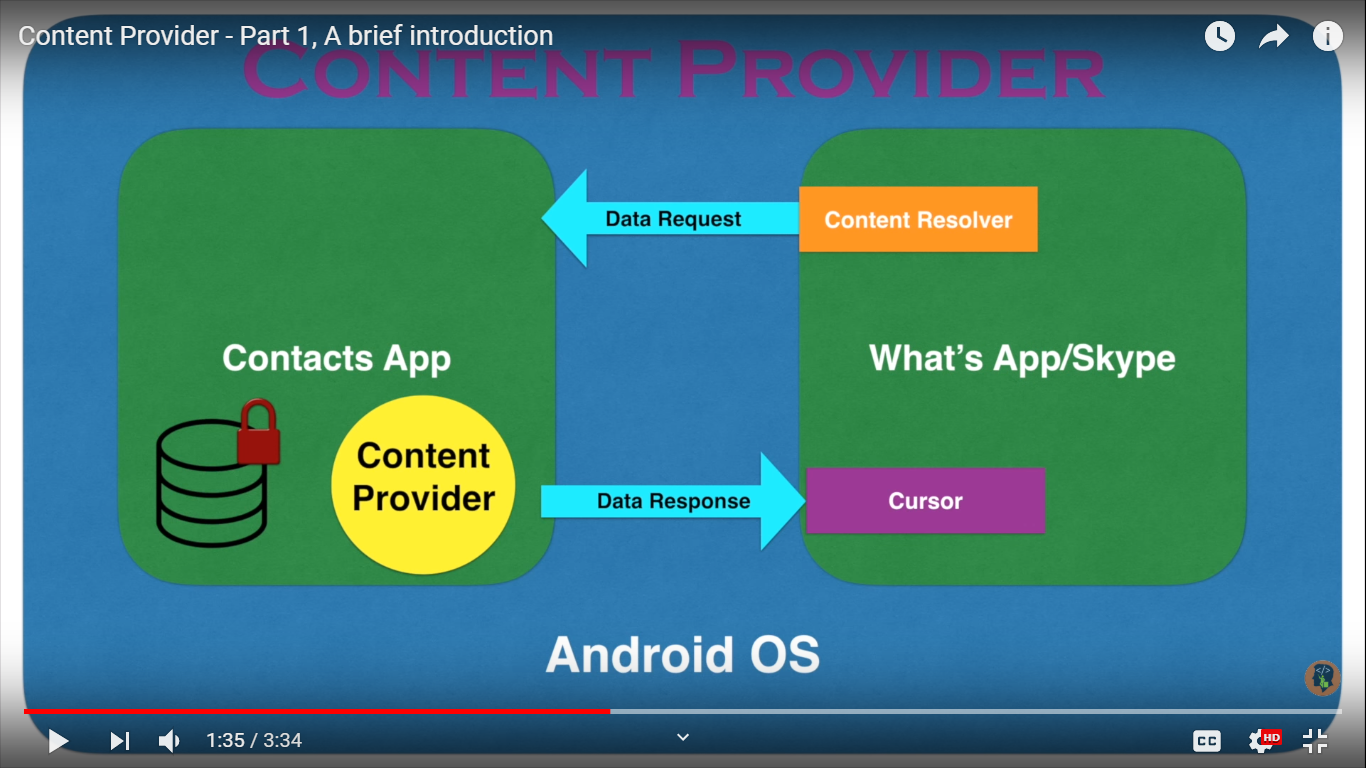 Content Provider - Part 1, A brief introduction
CONTENT PROVIDER
Data Request
Content Resolver
Contacts App
What's App/Skype
Content
Provider
Data Response
Cursor
Android OS
1:35 / 3:34
CC
HD